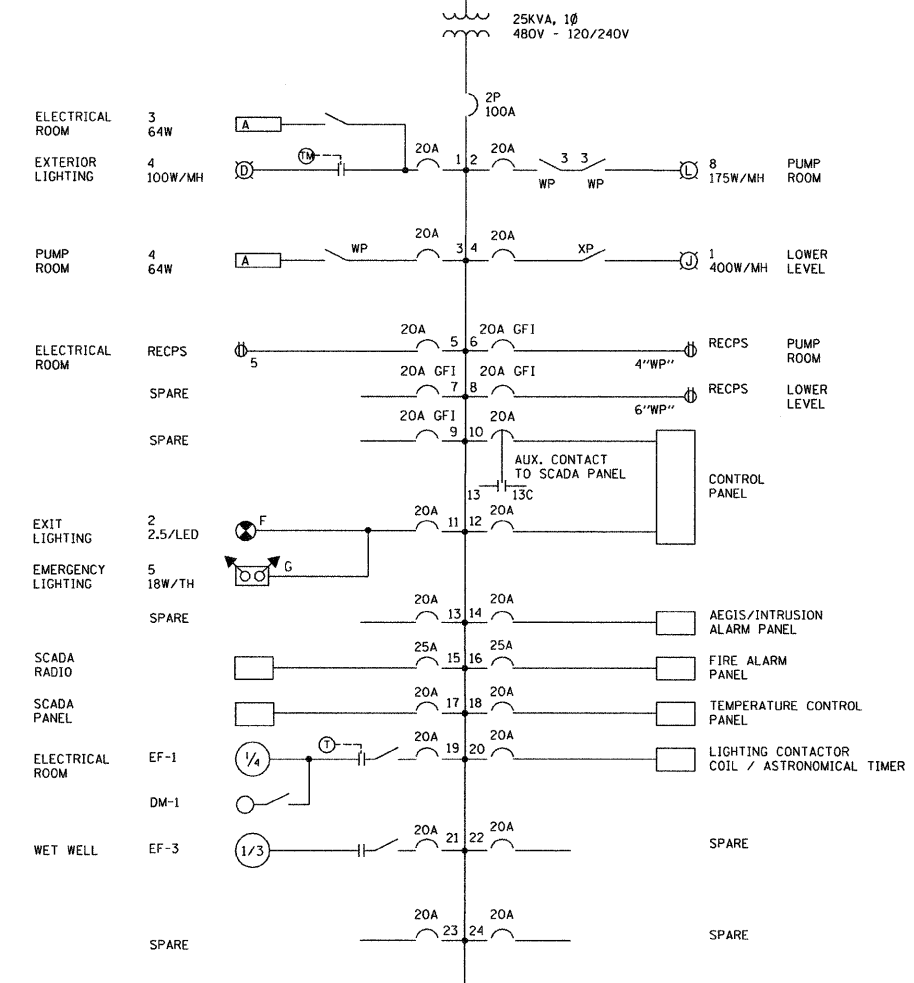 25KVA, 1Ø
480V - 120/240V
2P
100A
ELECTRICAL ROOM
3
64W
A
EXTERIOR LIGHTING
4
100W/MH
D
TM
20A
1
2
20A
3
3
WP
WP
L
8
175W/MH
PUMP ROOM
PUMP ROOM
4
64W
A
WP
20A
3
4
20A
XP
J
1
400W/MH
LOWER LEVEL
ELECTRICAL ROOM
RECPS
5
20A
5
6
20A GFI
4"WP"
RECPS
PUMP ROOM
SPARE
20A GFI
7
8
20A GFI
6"WP"
RECPS
LOWER LEVEL
SPARE
20A GFI
9
10
20A
AUX. CONTACT
TO SCADA PANEL
13
13C
CONTROL PANEL
EXIT LIGHTING
2
2.5/LED
F
20A
11
12
20A
EMERGENCY LIGHTING
5
18W/TH
G
SPARE
20A
13
14
20A
AEGIS/INTRUSION
ALARM PANEL
SCADA RADIO
25A
15
16
25A
FIRE ALARM
PANEL
SCADA PANEL
20A
17
18
20A
TEMPERATURE CONTROL
PANEL
ELECTRICAL ROOM
EF-1
1/4
T
20A
19
20
20A
LIGHTING CONTACTOR
COIL / ASTRONOMICAL TIMER
DM-1
WET WELL
EF-3
1/3
20A
21
22
20A
SPARE
SPARE
20A
23
24
20A
SPARE